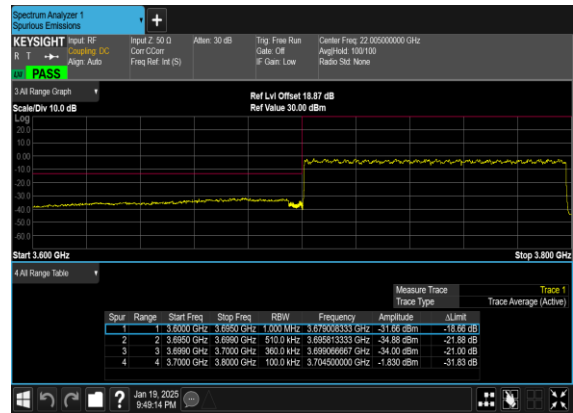 Spectrum Analyzer 1
Spurious Emissions
+
KEYSIGHT Input: RF Input Z: 50 Ω Atten: 30 dB Trig: Free Run Center Freq: 22.005000000 GHz
R T Coupling: DC Corr CCorr Gate: Off Avg|Hold: 100/100
Align: Auto Freq Ref: Int (S) IF Gain: Low Radio Std: None
PASS
3 All Range Graph Ref Lvl Offset 18.87 dB
Scale/Div 10.0 dB Ref Value 30.00 dBm
Log
20.0
10.0
0.00
-10.0
-20.0
-30.0
-40.0
-50.0
-60.0
Start 3.600 GHz Stop 3.800 GHz
4 All Range Table
Measure Trace Trace 1
Trace Type Trace Average (Active)
Spur Range Start Freq Stop Freq RBW Frequency Amplitude ΔLimit
1 1 3.6000 GHz 3.6950 GHz 1.000 MHz 3.679008333 GHz -31.66 dBm -18.66 dB
2 2 3.6950 GHz 3.6990 GHz 510.0 kHz 3.695813333 GHz -34.88 dBm -21.88 dB
3 3 3.6990 GHz 3.7000 GHz 360.0 kHz 3.699066667 GHz -34.00 dBm -21.00 dB
4 4 3.7000 GHz 3.8000 GHz 100.0 kHz 3.704500000 GHz -1.830 dBm -31.83 dB
? Jan 19, 2025
9:49:14 PM